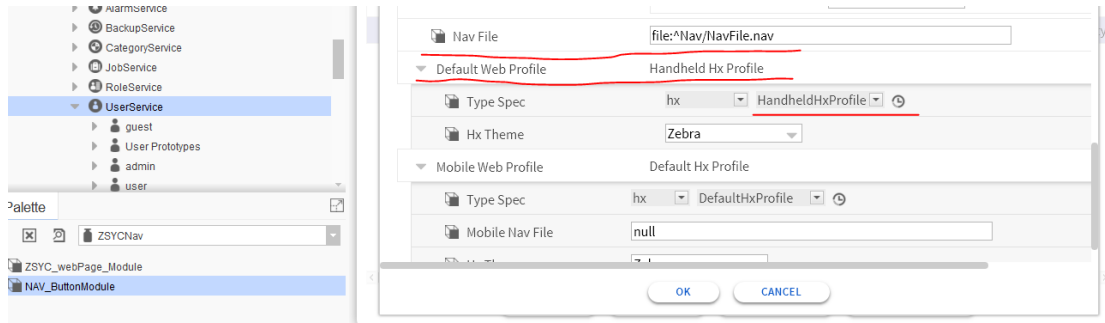 AlarmService
BackupService
CategoryService
JobService
RoleService
UserService
guest
User Prototypes
admin
user
Palette
ZSYCNav
ZSYC_webPage_Module
NAV_ButtonModule
Nav File file:^Nav/NavFile.nav
Default Web Profile Handheld Hx Profile
Type Spec hx HandheldHxProfile
Hx Theme Zebra
Mobile Web Profile Default Hx Profile
Type Spec hx DefaultHxProfile
Mobile Nav File null
OK CANCEL